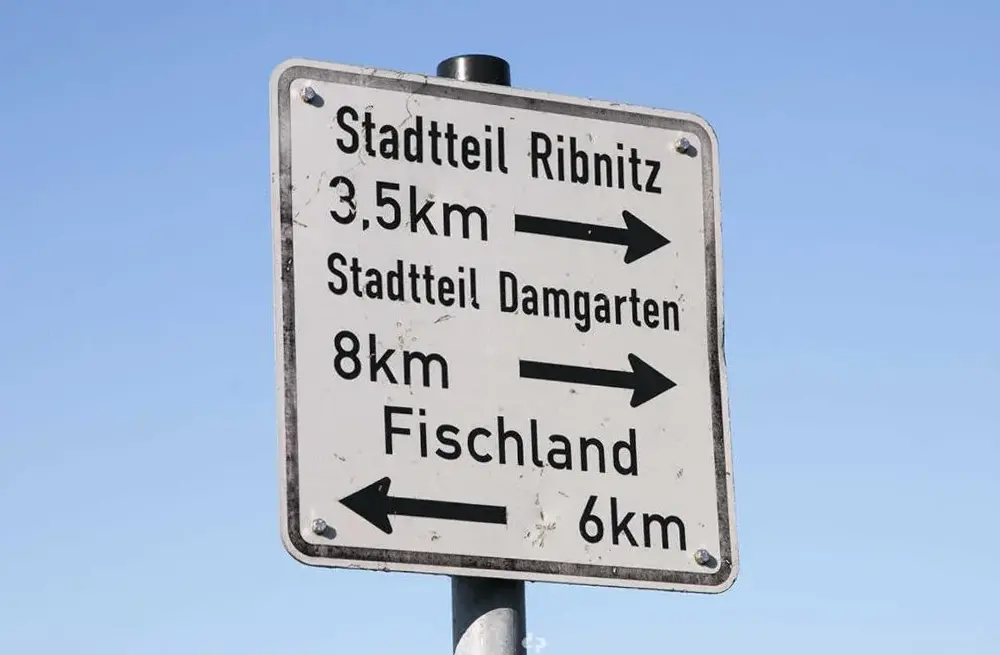 Stadtteil Ribnitz
3,5km
Stadtteil Damgarten
8km
Fischland
6km